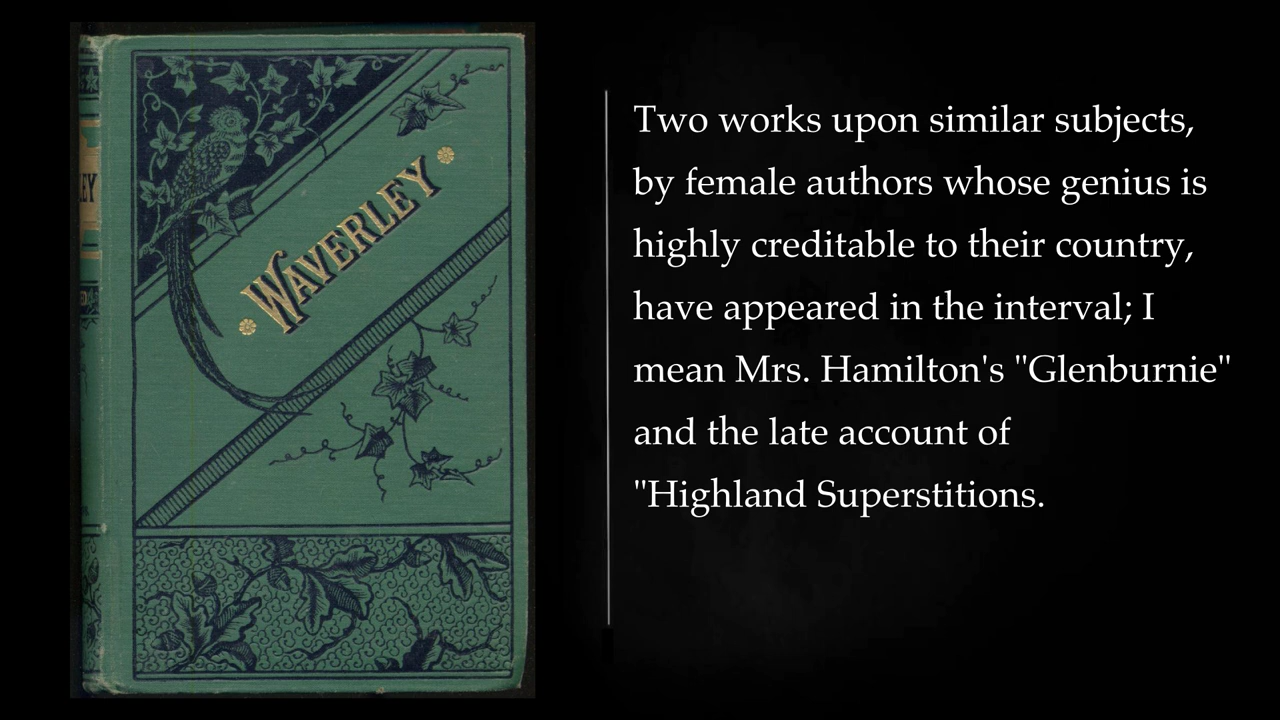 WAVERLEY
Two works upon similar subjects,
by female authors whose genius is
highly creditable to their country,
have appeared in the interval; I
mean Mrs. Hamilton's "Glenburnie"
and the late account of
"Highland Superstitions.